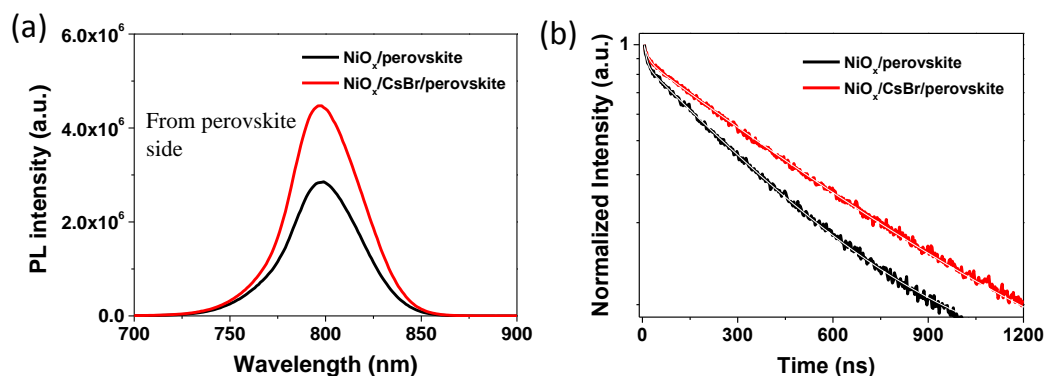 (a)
6.0x10⁶
4.0x10⁶
2.0x10⁶
0.0
PL intensity (a.u.)
NiOₓ/perovskite
NiOₓ/CsBr/perovskite
From perovskite
side
700
750
800
850
900
Wavelength (nm)
(b)
1
Normalized Intensity (a.u.)
NiOₓ/perovskite
NiOₓ/CsBr/perovskite
0
300
600
900
1200
Time (ns)